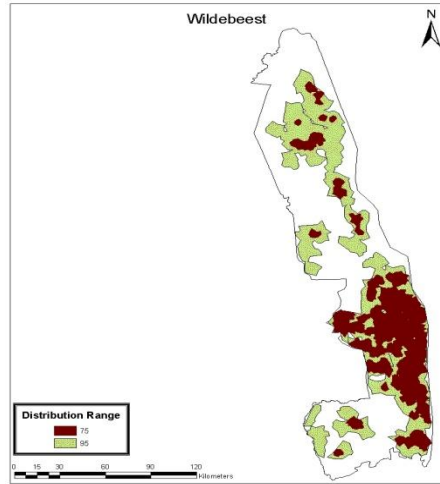 Wildebeest
N
Distribution Range
75
95
0 15 30 60 90 120
Kilometers